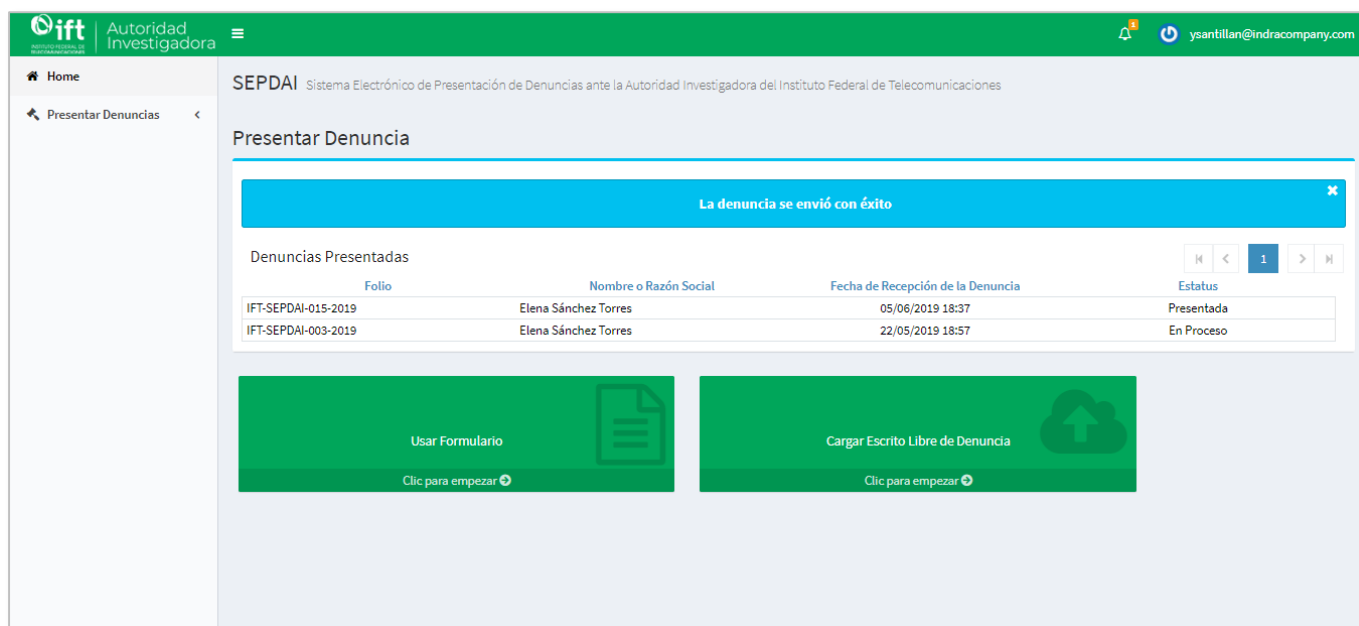 ift
INSTITUTO FEDERAL DE
TELECOMUNICACIONES
Autoridad
Investigadora
1
ysantillan@indracompany.com
Home
Presentar Denuncias
SEPDAI Sistema Electrónico de Presentación de Denuncias ante la Autoridad Investigadora del Instituto Federal de Telecomunicaciones
Presentar Denuncia
La denuncia se envió con éxito
Denuncias Presentadas
1
Folio Nombre o Razón Social Fecha de Recepción de la Denuncia Estatus
IFT-SEPDAI-015-2019 Elena Sánchez Torres 05/06/2019 18:37 Presentada
IFT-SEPDAI-003-2019 Elena Sánchez Torres 22/05/2019 18:57 En Proceso
Usar Formulario
Clic para empezar
Cargar Escrito Libre de Denuncia
Clic para empezar